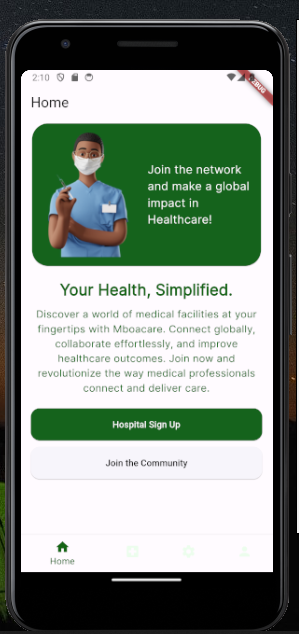 2:10
DEBUG
Home
Join the network
and make a global
impact in
Healthcare!
Your Health, Simplified.
Discover a world of medical facilities at your
fingertips with Mboacare. Connect globally,
collaborate effortlessly, and improve
healthcare outcomes. Join now and
revolutionize the way medical professionals
connect and deliver care.
Hospital Sign Up
Join the Community
Home